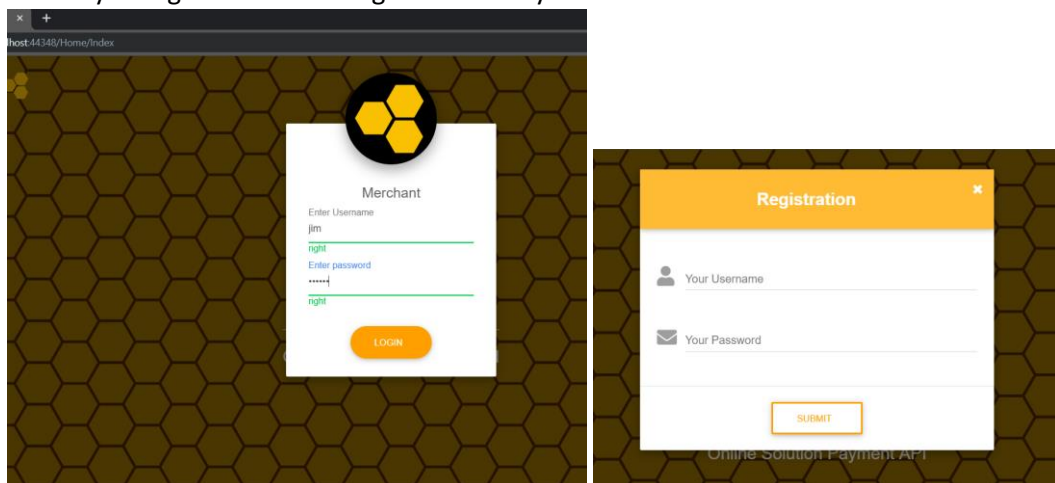 × +
lhost:44348/Home/Index
Merchant
Enter Username
jim
right
Enter password
••••••
right
LOGIN
Registration ×
Your Username
Your Password
SUBMIT
Online Solution Payment API